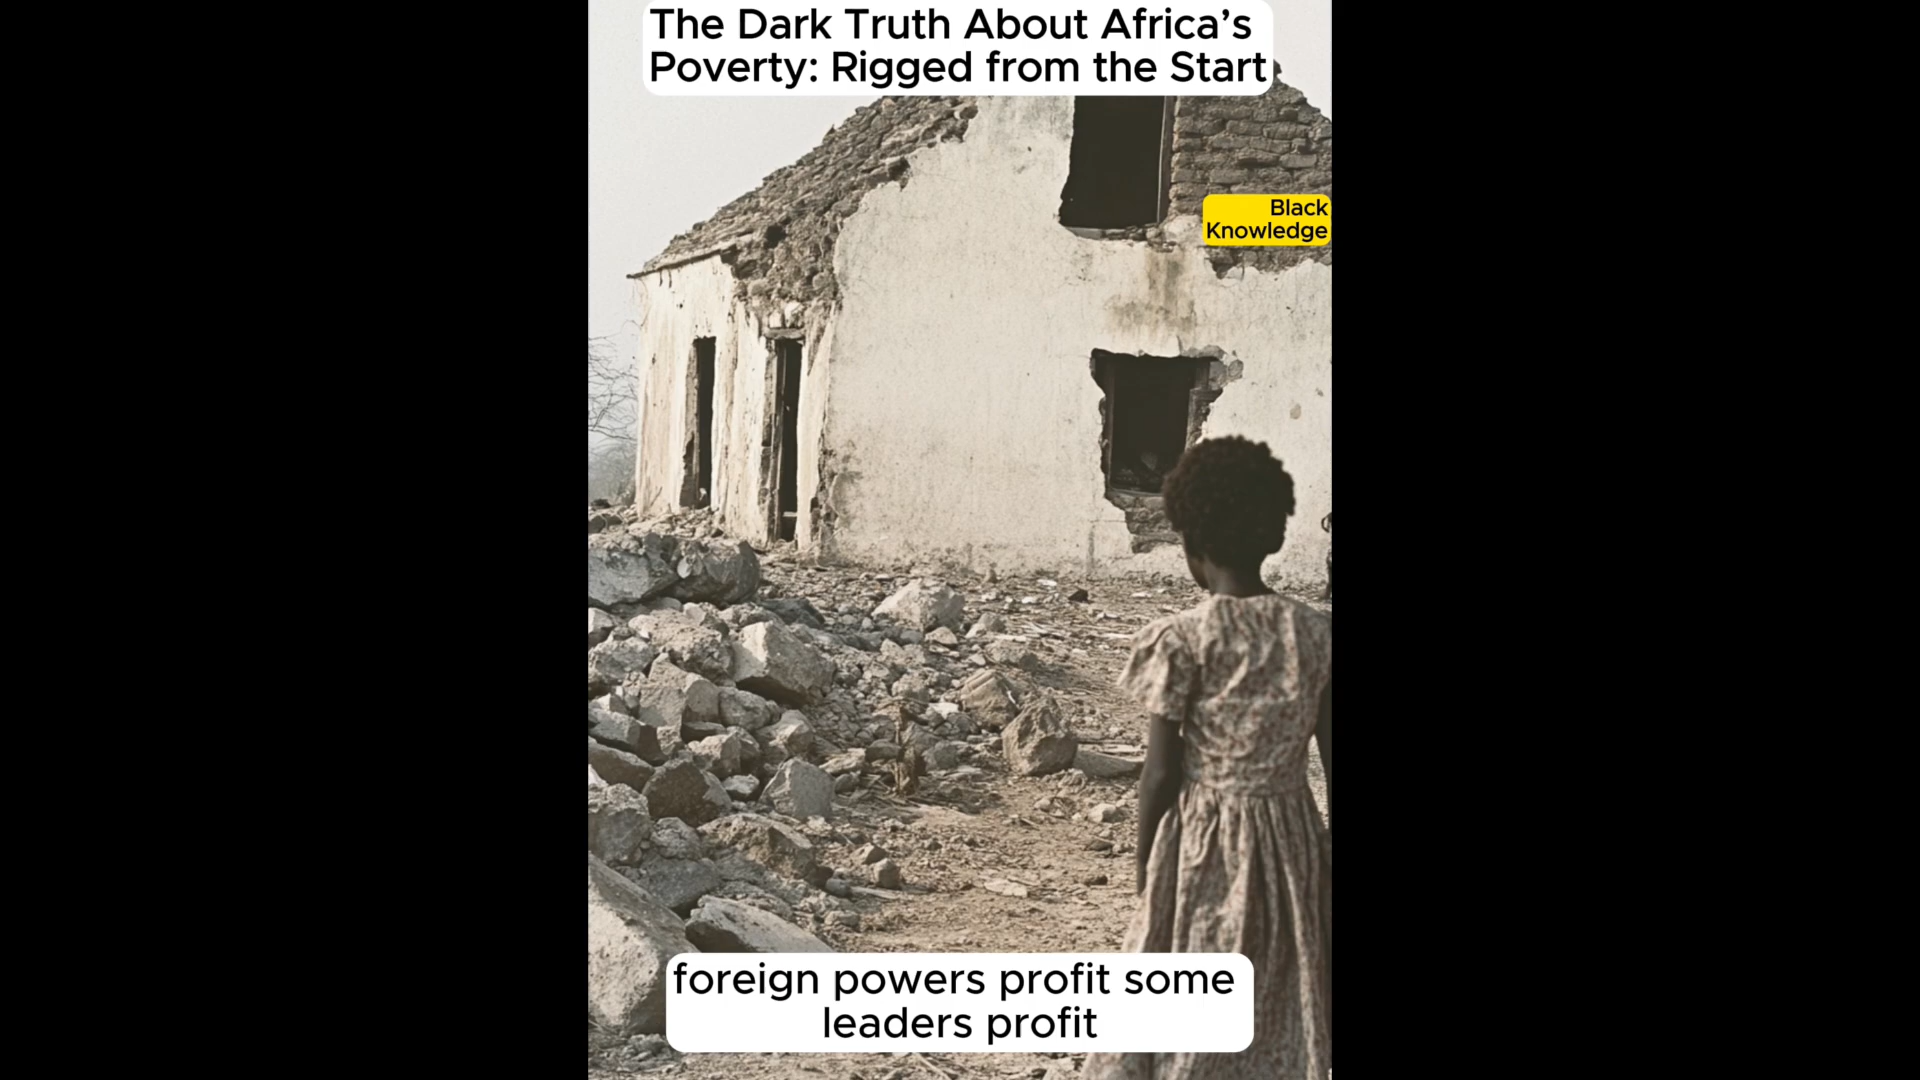 The Dark Truth About Africa’s
Poverty: Rigged from the Start
Black
Knowledge
foreign powers profit some
leaders profit